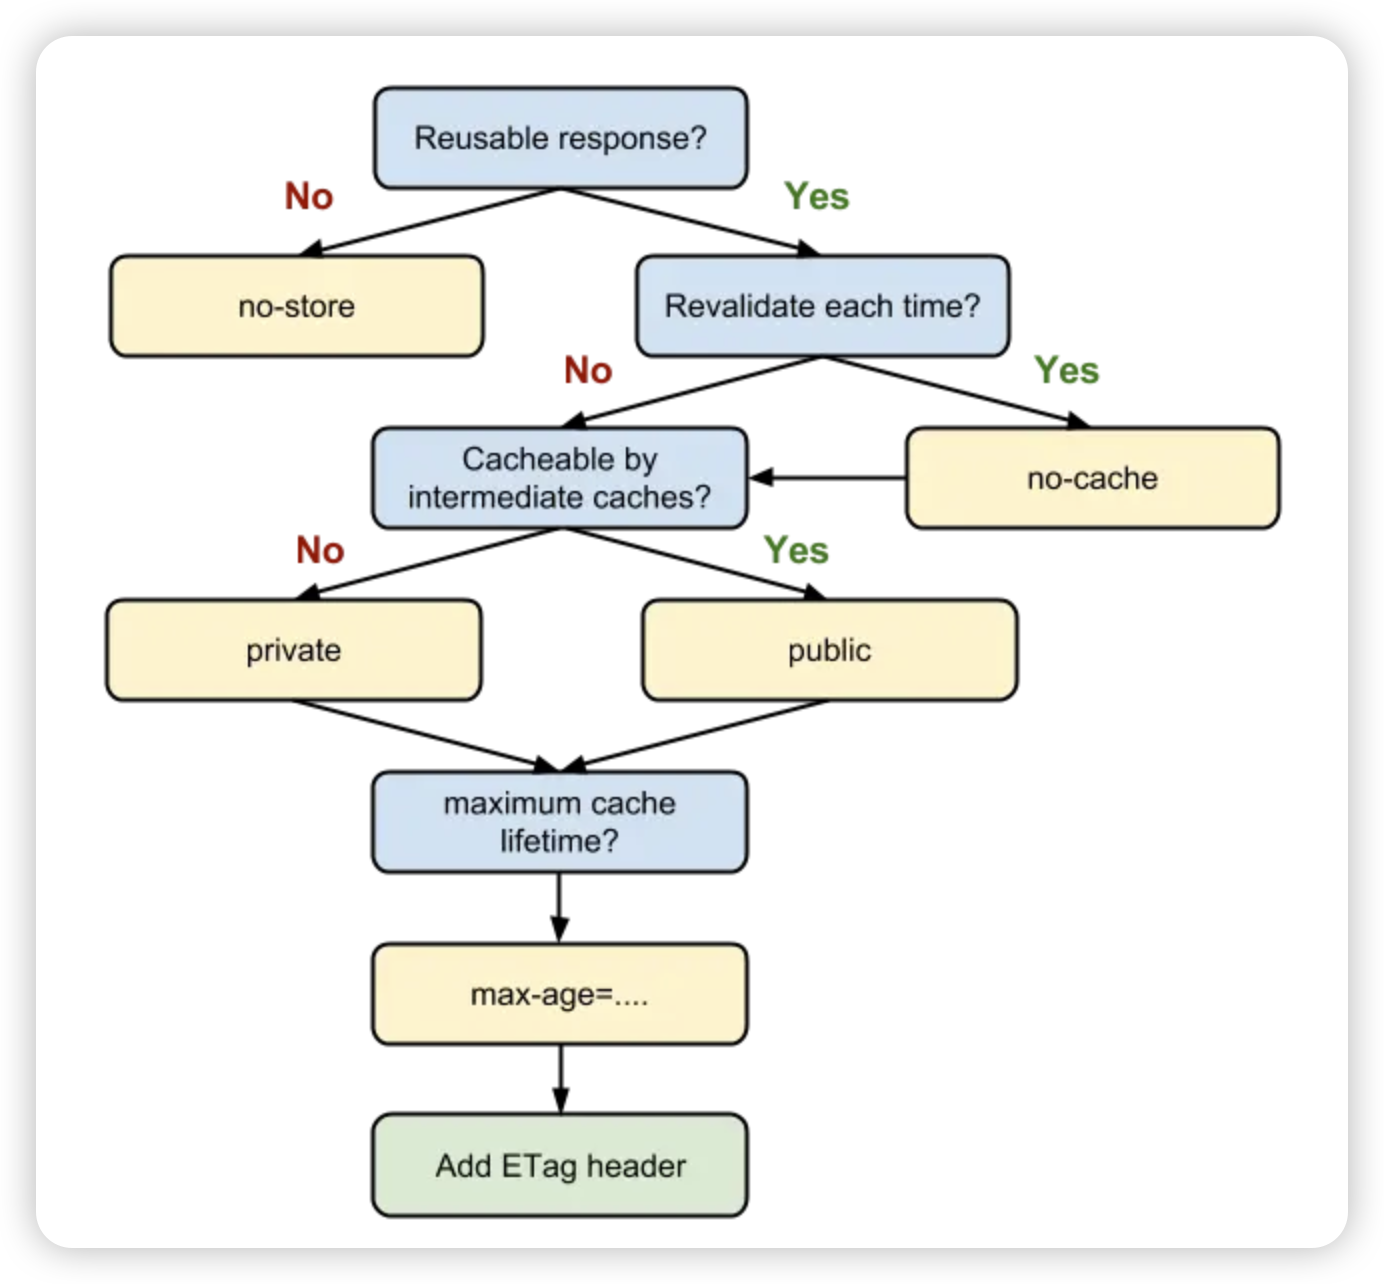 Reusable response?
No
Yes
no-store
Revalidate each time?
No
Yes
Cacheable by
intermediate caches?
no-cache
No
Yes
private
public
maximum cache
lifetime?
max-age=....
Add ETag header